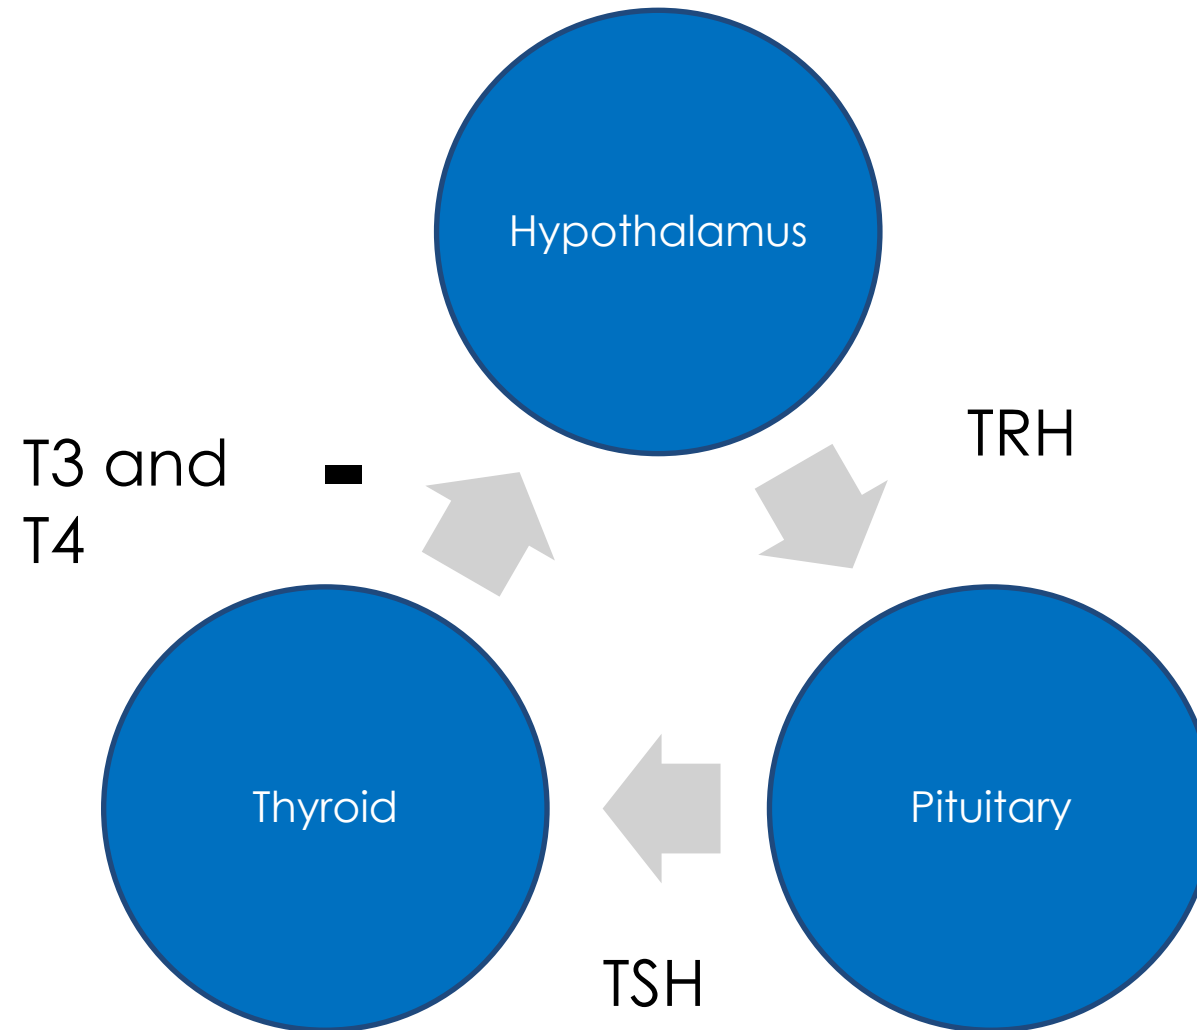 Hypothalamus
TRH
T3 and -
T4
Thyroid
Pituitary
TSH